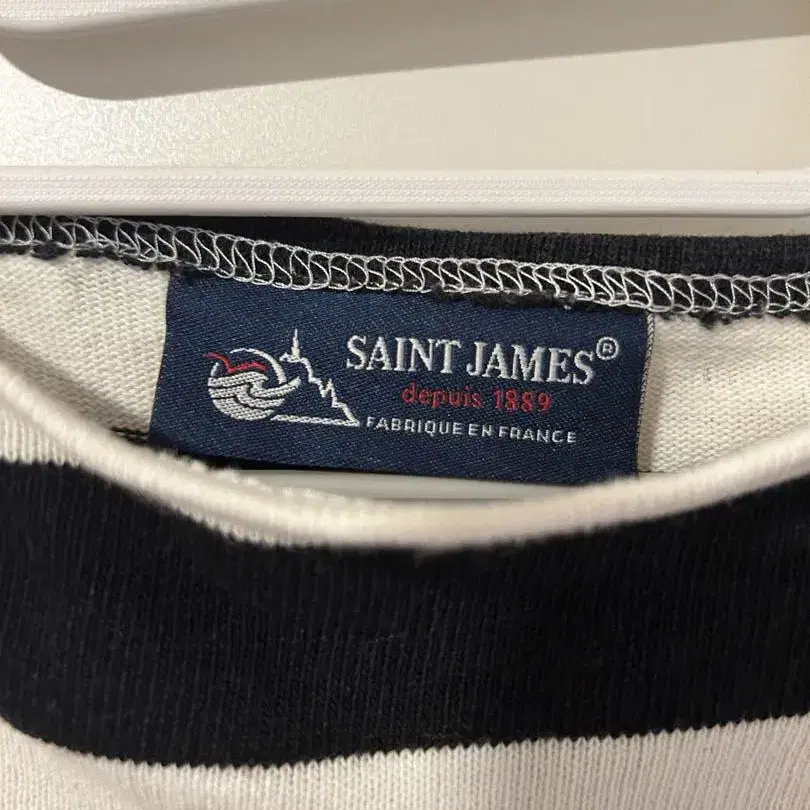 SAINT JAMES®
depuis 1889
FABRIQUE EN FRANCE